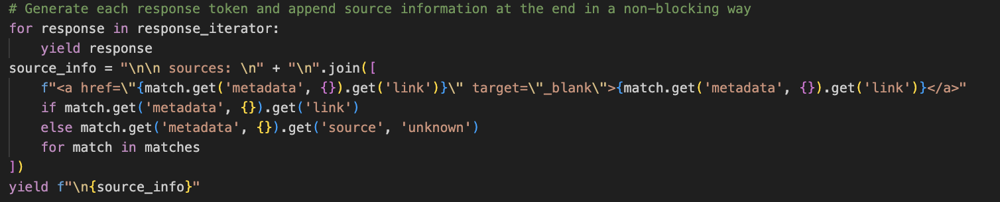 # Generate each response token and append source information at the end in a non-blocking way
for response in response_iterator:
    yield response
source_info = "\n\n sources: \n" + "\n".join([
    f"<a href=\"{match.get('metadata', {}).get('link')}\" target=\"_blank\">{match.get('metadata', {}).get('link')}</a>"
    if match.get('metadata', {}).get('link')
    else match.get('metadata', {}).get('source', 'unknown')
    for match in matches
])
yield f"\n{source_info}"